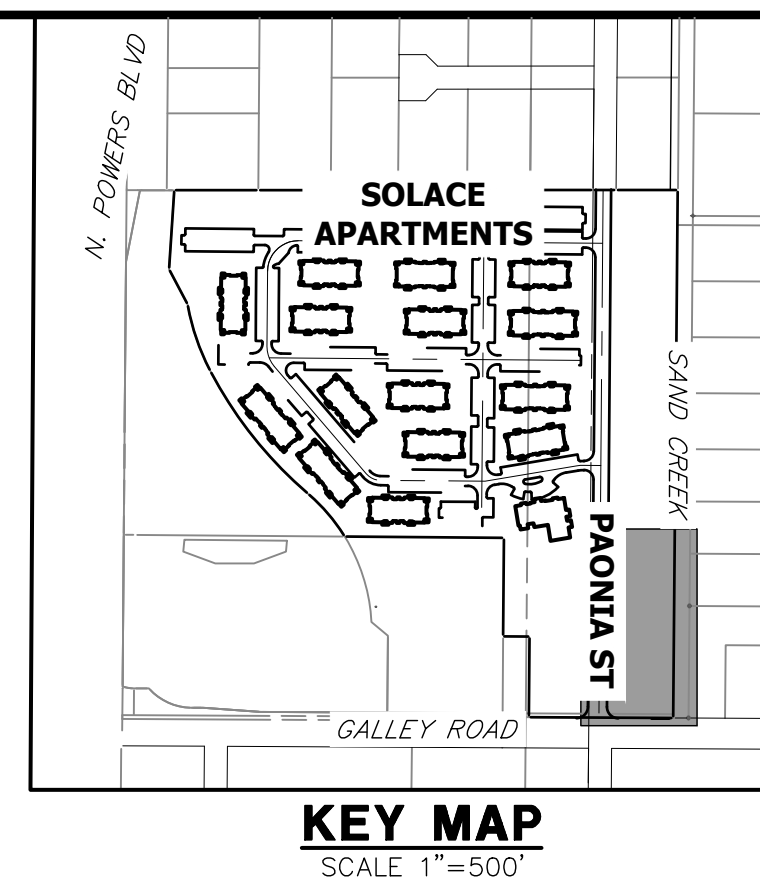 N. POWERS BLVD
SOLACE
APARTMENTS
SAND CREEK
PAONIA ST
GALLEY ROAD
KEY MAP
SCALE 1"=500'